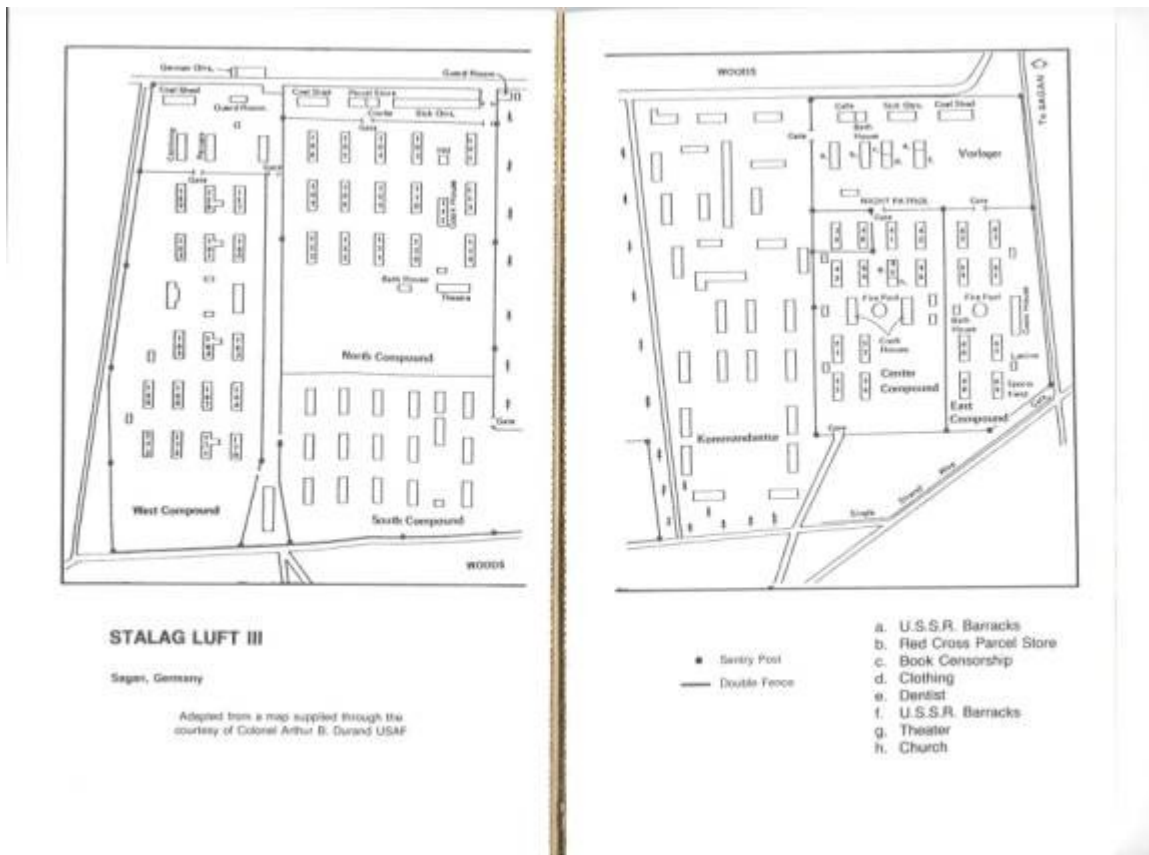 German Qtrs.
Guard House
Coal Shed
Guard House
Coal Shed
Parcel Store
Cooler
Sick Qtrs.
Gate
Gate
Gate
Cook House
Bath House
Theatre
North Compound
Gate
West Compound
South Compound
WOODS
STALAG LUFT III
Sagan, Germany
Adapted from a map supplied through the
courtesy of Colonel Arthur B. Durand USAF
WOODS
To SAGAN
Cafe
Sick Qtrs.
Coal Shed
Bath
House
Gate
a.
b.
c.
d.
e.
f.
Vorlager
NIGHT PATROL
Gate
Gate
g.
h.
Fire Pool
Fire Pool
Cook House
Bath
House
Cook
House
Center
Compound
Latrine
Sports
Field
East
Compound
Gate
Gate
Kommandantur
Single
Strand
Wire
Sentry Post
Double Fence
a. U.S.S.R. Barracks
b. Red Cross Parcel Store
c. Book Censorship
d. Clothing
e. Dentist
f. U.S.S.R. Barracks
g. Theater
h. Church